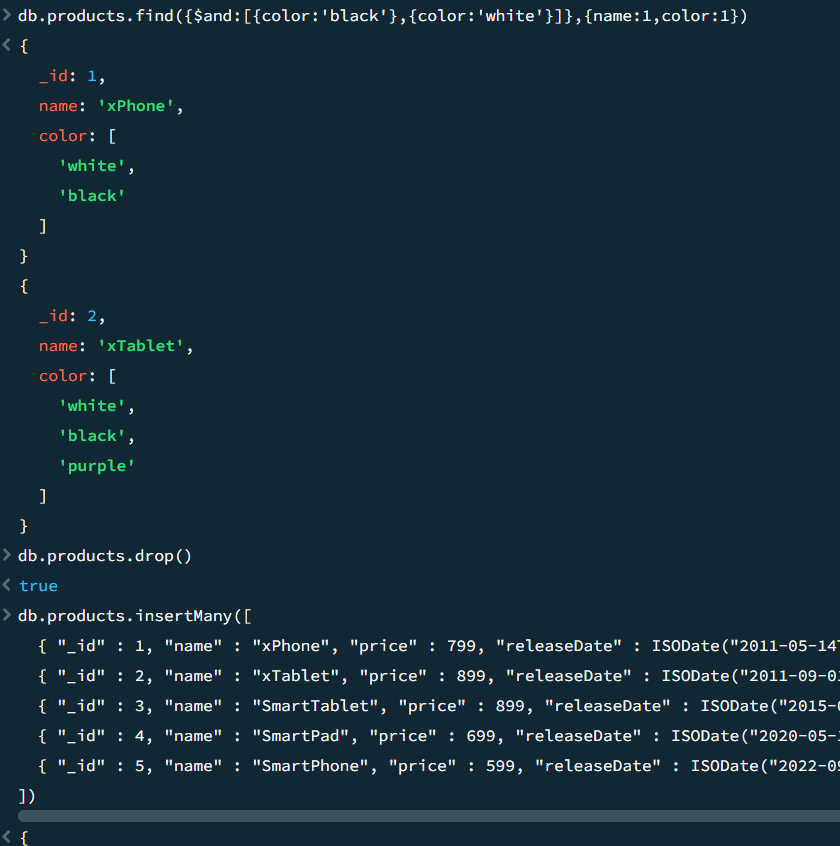 db.products.find({$and:[{color:'black'},{color:'white'}]},{name:1,color:1})
{
_id: 1,
name: 'xPhone',
color: [
'white',
'black'
]
}
{
_id: 2,
name: 'xTablet',
color: [
'white',
'black',
'purple'
]
}
db.products.drop()
true
db.products.insertMany([
{ "_id" : 1, "name" : "xPhone", "price" : 799, "releaseDate" : ISODate("2011-05-14T
{ "_id" : 2, "name" : "xTablet", "price" : 899, "releaseDate" : ISODate("2011-09-01
{ "_id" : 3, "name" : "SmartTablet", "price" : 899, "releaseDate" : ISODate("2015-0
{ "_id" : 4, "name" : "SmartPad", "price" : 699, "releaseDate" : ISODate("2020-05-
{ "_id" : 5, "name" : "SmartPhone", "price" : 599, "releaseDate" : ISODate("2022-09
])
{